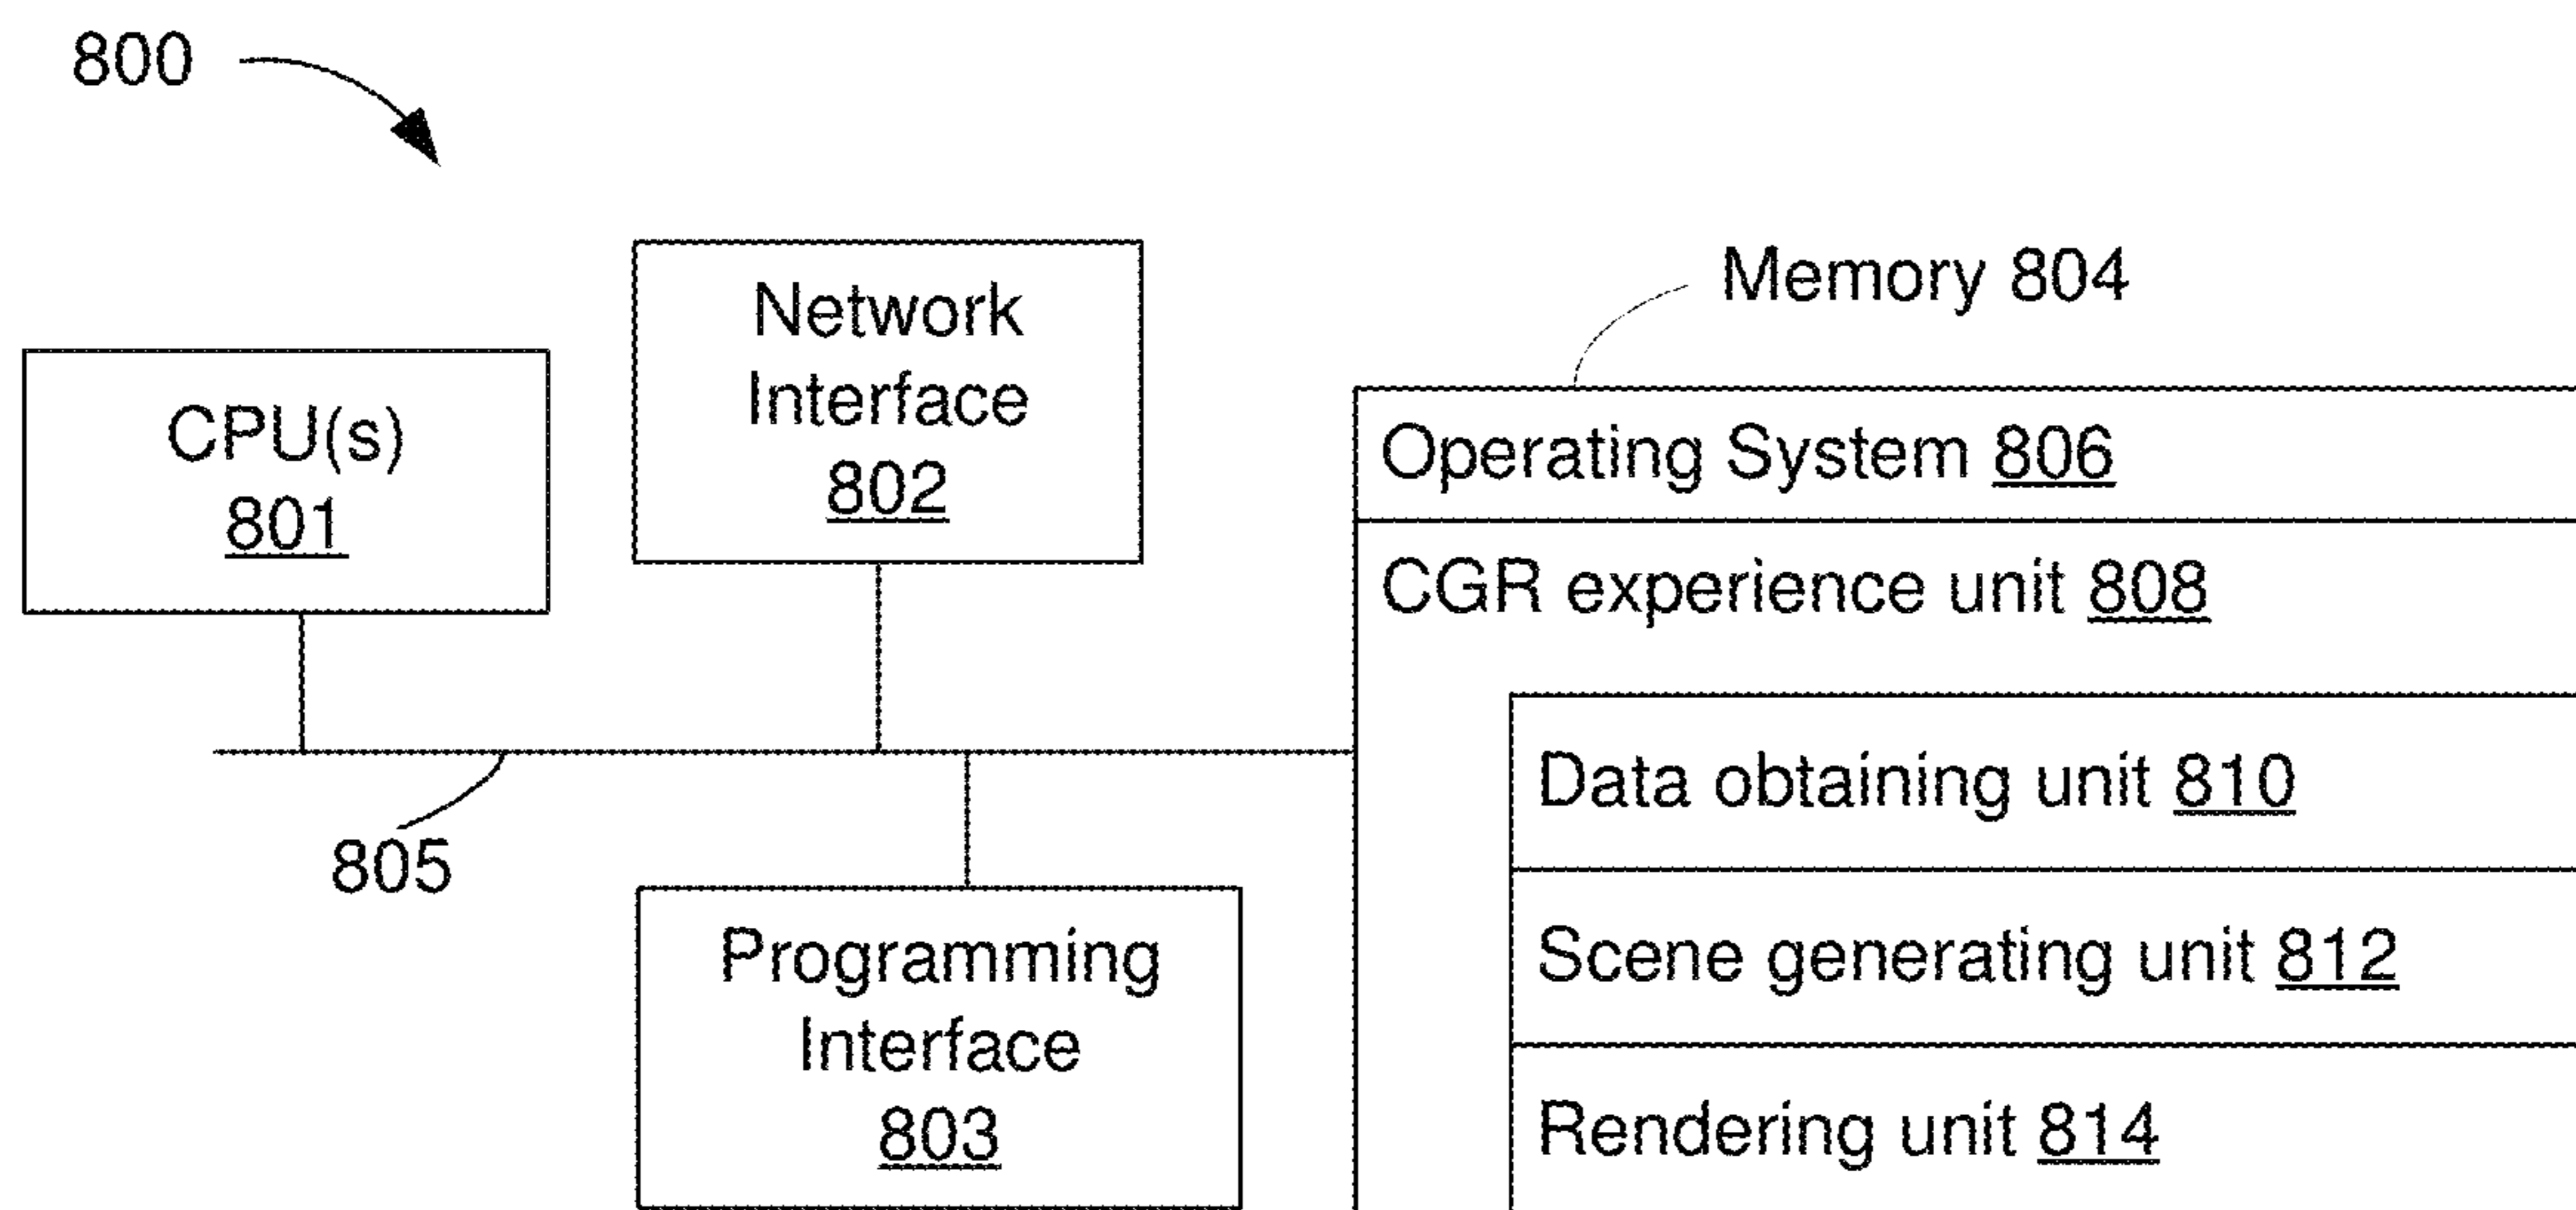 800
CPU(s)
801
Network
Interface
802
805
Programming
Interface
803
Memory 804
Operating System 806
CGR experience unit 808
Data obtaining unit 810
Scene generating unit 812
Rendering unit 814